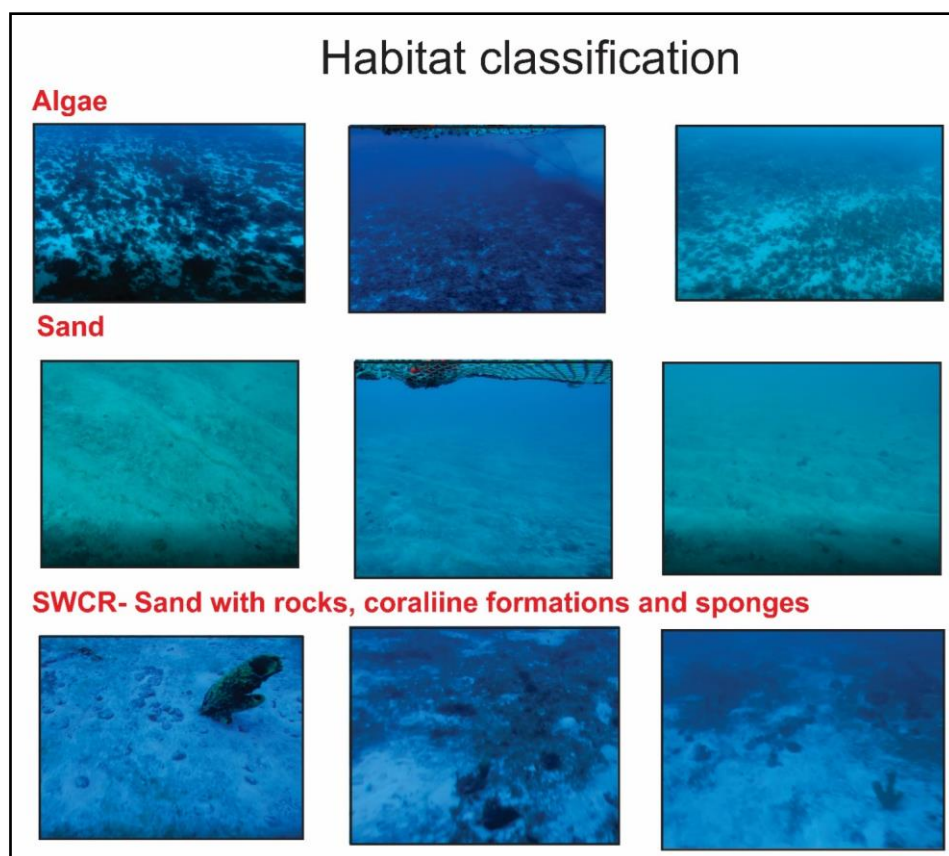 Habitat classification
Algae
Sand
SWCR- Sand with rocks, coraliine formations and sponges